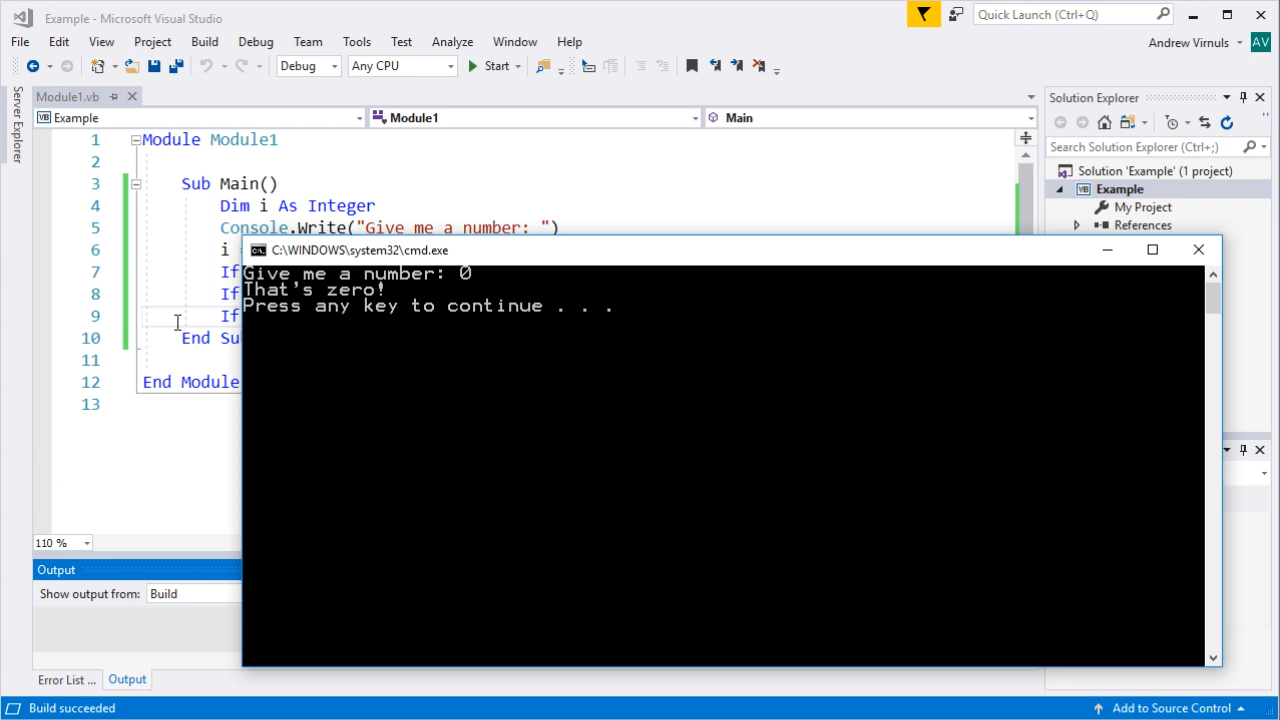 Example - Microsoft Visual Studio
Quick Launch (Ctrl+Q)
File Edit View Project Build Debug Team Tools Test Analyze Window Help
Andrew Virnuls AV
Debug Any CPU Start
Server Explorer
Module1.vb
Example Module1 Main
1 Module Module1
2
3 Sub Main()
4 Dim i As Integer
5 Console.Write("Give me a number: ")
6 i
7 If
8 If
9 If
10 End Su
11
12 End Module
13
110 %
Output
Show output from: Build
Error List ... Output
Build succeeded
Add to Source Control
C:\WINDOWS\system32\cmd.exe
Give me a number: 0
That's zero!
Press any key to continue . . .
Solution Explorer
Search Solution Explorer (Ctrl+;)
Solution 'Example' (1 project)
Example
My Project
References